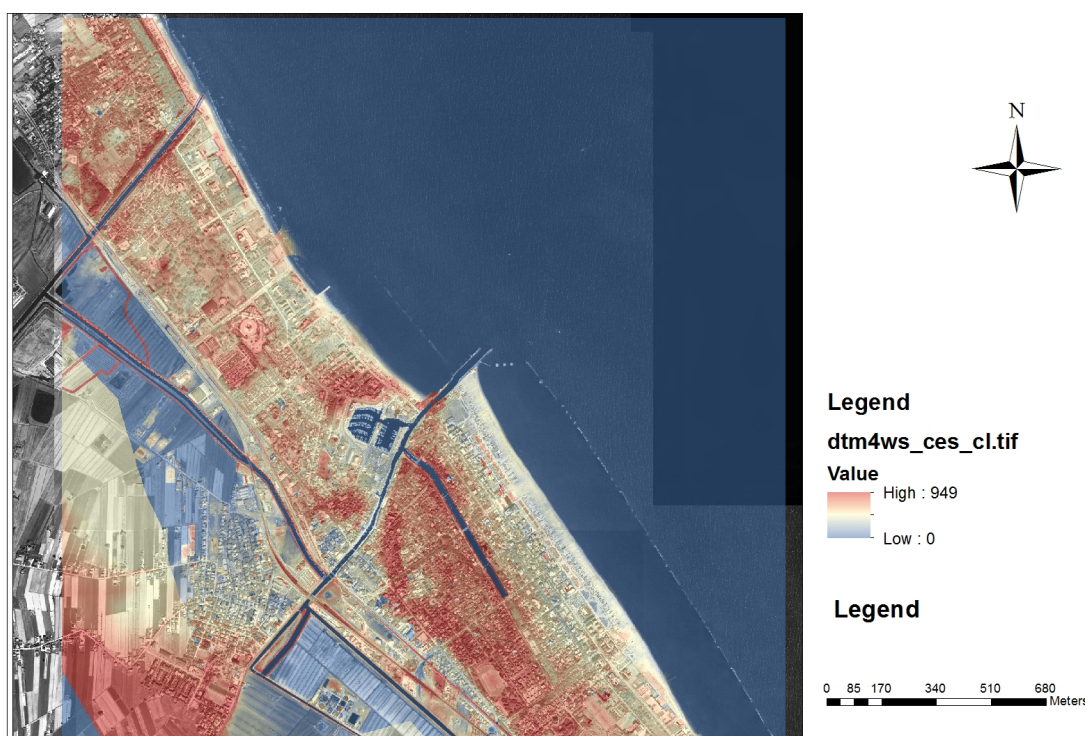 N
Legend
dtm4ws_ces_cl.tif
Value
High : 949
Low : 0
Legend
0 85 170 340 510 680
Meters